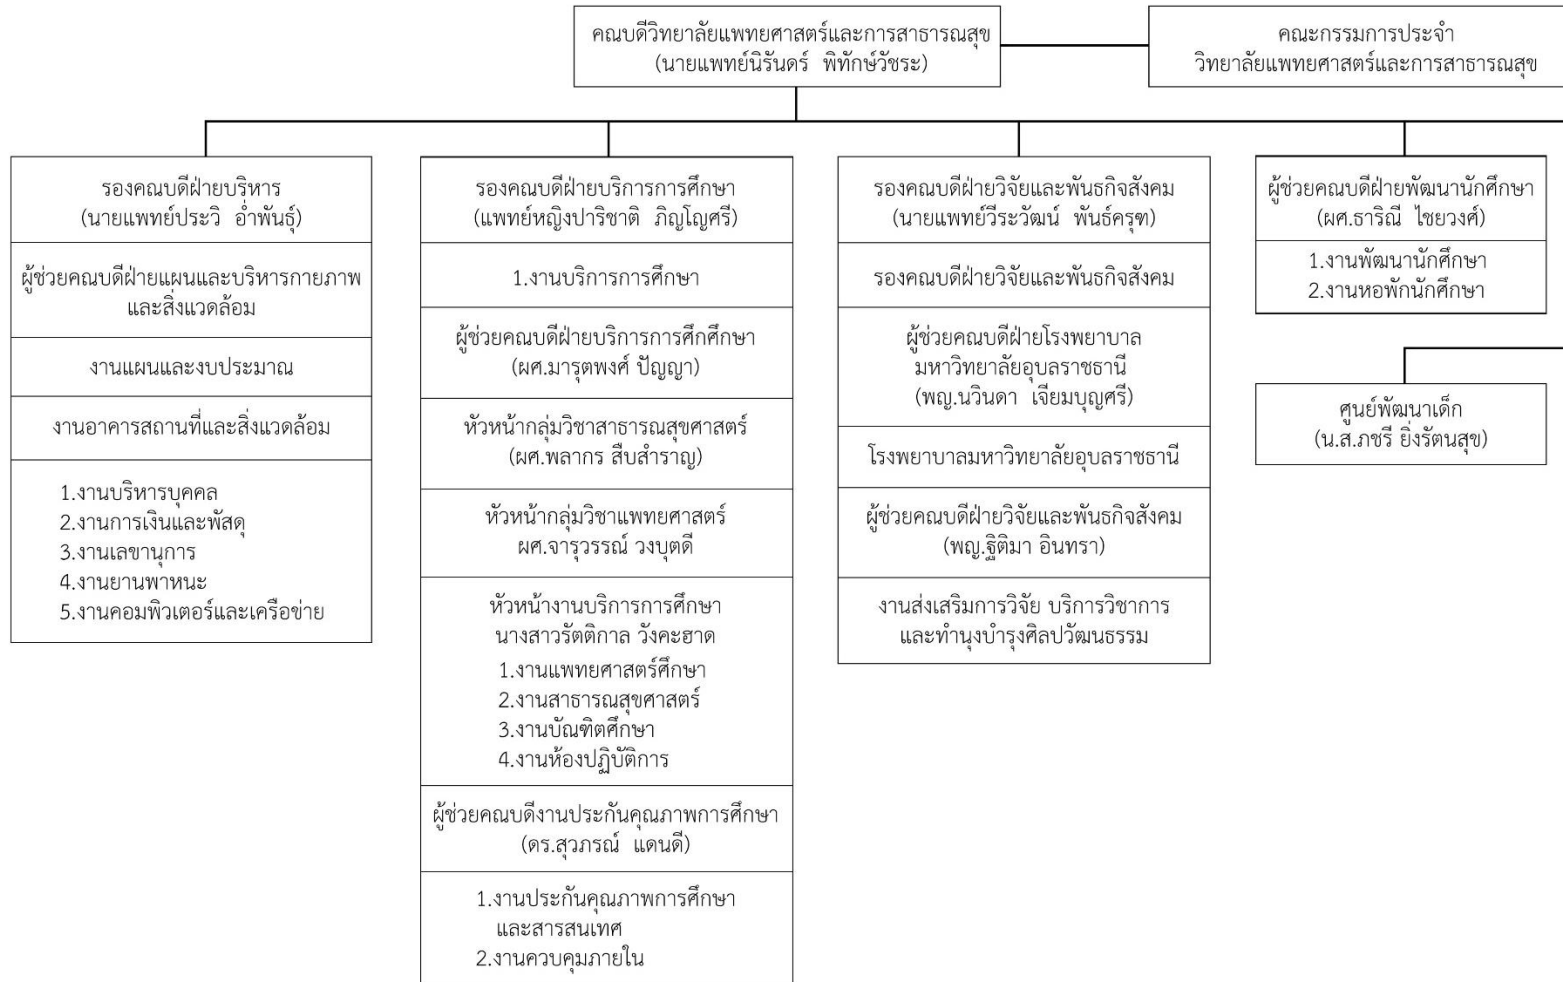 คณบดีวิทยาลัยแพทยศาสตร์และการสาธารณสุข
(นายแพทย์นิรันดร์ พิทักษ์วัชระ)
คณะกรรมการประจำ
วิทยาลัยแพทยศาสตร์และการสาธารณสุข
รองคณบดีฝ่ายบริหาร
(นายแพทย์ประวิ อ่ำพันธุ์)
ผู้ช่วยคณบดีฝ่ายแผนและบริหารกายภาพ
และสิ่งแวดล้อม
งานแผนและงบประมาณ
งานอาคารสถานที่และสิ่งแวดล้อม
1.งานบริหารบุคคล
2.งานการเงินและพัสดุ
3.งานเลขานุการ
4.งานยานพาหนะ
5.งานคอมพิวเตอร์และเครือข่าย
รองคณบดีฝ่ายบริการการศึกษา
(แพทย์หญิงปาริชาติ ภิญโญศรี)
1.งานบริการการศึกษา
ผู้ช่วยคณบดีฝ่ายบริการการศึกศึกษา
(ผศ.มารุตพงศ์ ปัญญา)
หัวหน้ากลุ่มวิชาสาธารณสุขศาสตร์
(ผศ.พลากร สืบสำราญ)
หัวหน้ากลุ่มวิชาแพทยศาสตร์
ผศ.จารุวรรณ์ วงบุตดี
หัวหน้างานบริการการศึกษา
นางสาวรัตติกาล วังคะฮาด
1.งานแพทยศาสตร์ศึกษา
2.งานสาธารณสุขศาสตร์
3.งานบัณฑิตศึกษา
4.งานห้องปฏิบัติการ
ผู้ช่วยคณบดีงานประกันคุณภาพการศึกษา
(ดร.สุวภรณ์ แดนดี)
1.งานประกันคุณภาพการศึกษา
และสารสนเทศ
2.งานควบคุมภายใน
รองคณบดีฝ่ายวิจัยและพันธกิจสังคม
(นายแพทย์วีระวัฒน์ พันธ์ครุฑ)
รองคณบดีฝ่ายวิจัยและพันธกิจสังคม
ผู้ช่วยคณบดีฝ่ายโรงพยาบาล
มหาวิทยาลัยอุบลราชธานี
(พญ.นวินดา เจียมบุญศรี)
โรงพยาบาลมหาวิทยาลัยอุบลราชธานี
ผู้ช่วยคณบดีฝ่ายวิจัยและพันธกิจสังคม
(พญ.ฐิติมา อินทรา)
งานส่งเสริมการวิจัย บริการวิชาการ
และทำนุงบำรุงศิลปวัฒนธรรม
ผู้ช่วยคณบดีฝ่ายพัฒนานักศึกษา
(ผศ.ธาริณี ไชยวงศ์)
1.งานพัฒนานักศึกษา
2.งานหอพักนักศึกษา
ศูนย์พัฒนาเด็ก
(น.ส.ภชรี ยิ่งรัตนสุข)